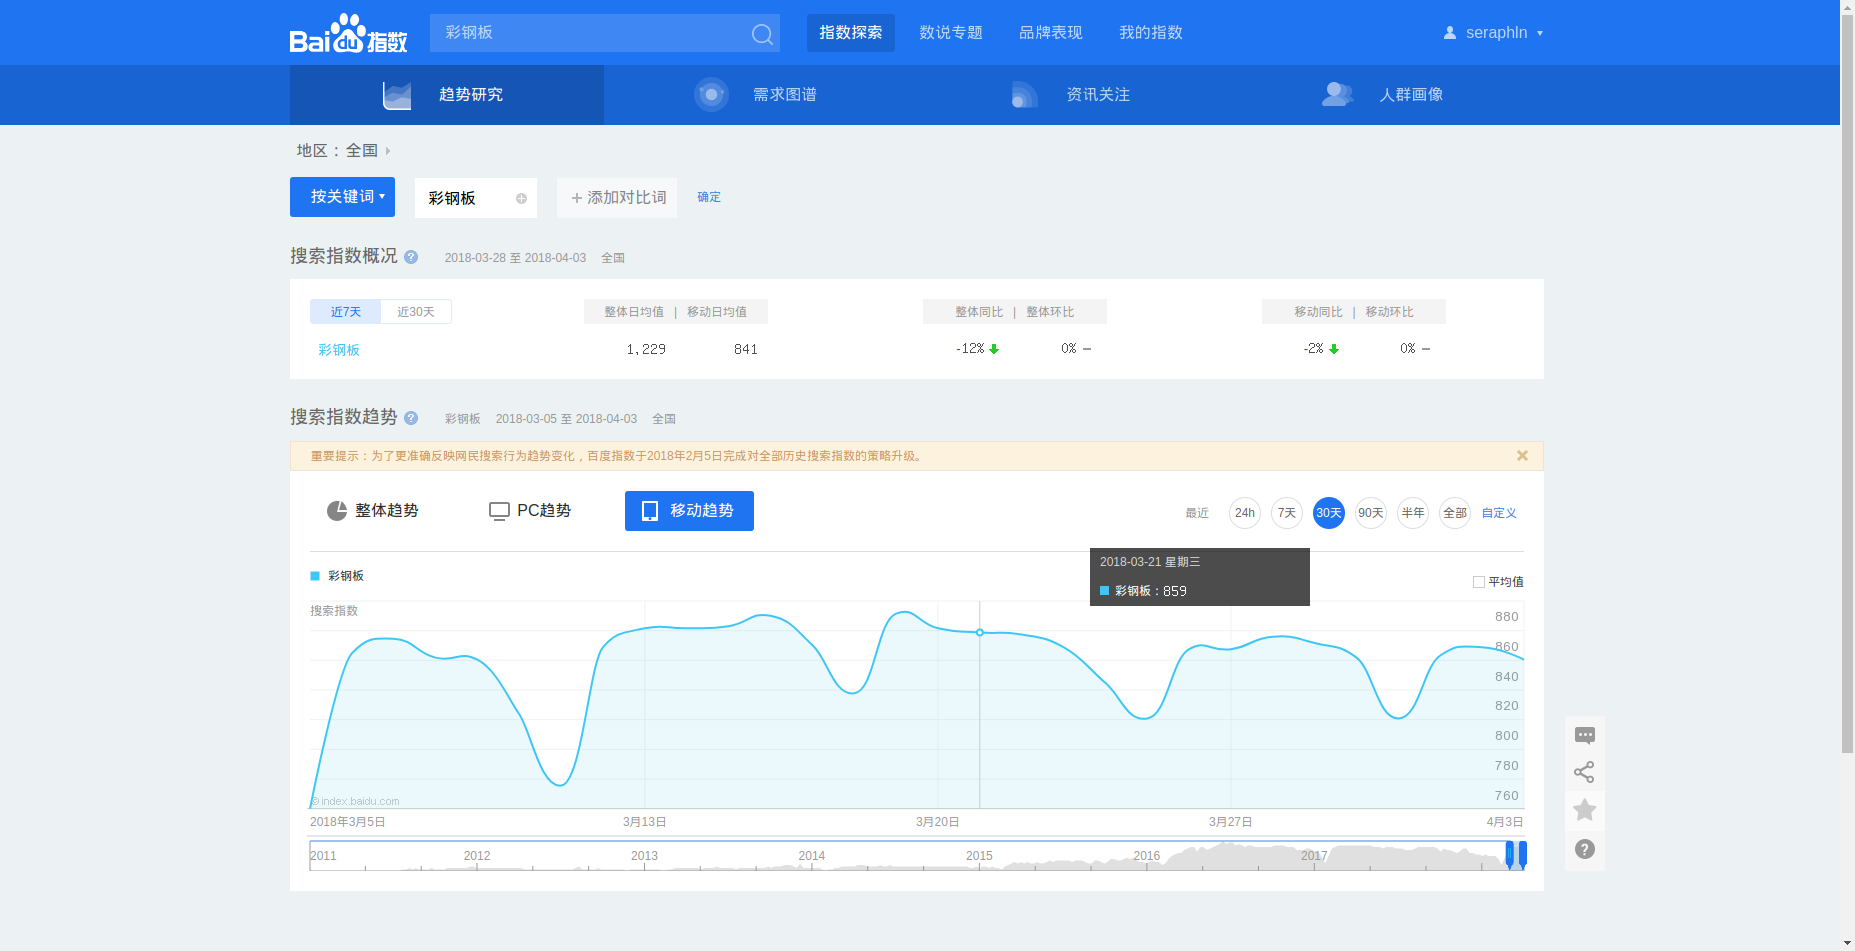 Baidu指数 彩钢板 指数探索 数说专题 品牌表现 我的指数 seraphln
趋势研究 需求图谱 资讯关注 人群画像
地区：全国
按关键词 彩钢板 添加对比词 确定
搜索指数概况 ? 2018-03-28 至 2018-04-03 全国
近7天 近30天 整体日均值 | 移动日均值 整体同比 | 整体环比 移动同比 | 移动环比
彩钢板 1,229 841 -12% 0% -2% 0%
搜索指数趋势 ? 彩钢板 2018-03-05 至 2018-04-03 全国
重要提示：为了更准确反映网民搜索行为趋势变化，百度指数于2018年2月5日完成对全部历史搜索指数的策略升级。
整体趋势 PC趋势 移动趋势 最近 24h 7天 30天 90天 半年 全部 自定义
2018-03-21 星期三
彩钢板：859
彩钢板
平均值
搜索指数
880
860
840
820
800
780
760
© index.baidu.com
2018年3月5日 3月13日 3月20日 3月27日 4月3日
2011 2012 2013 2014 2015 2016 2017
?